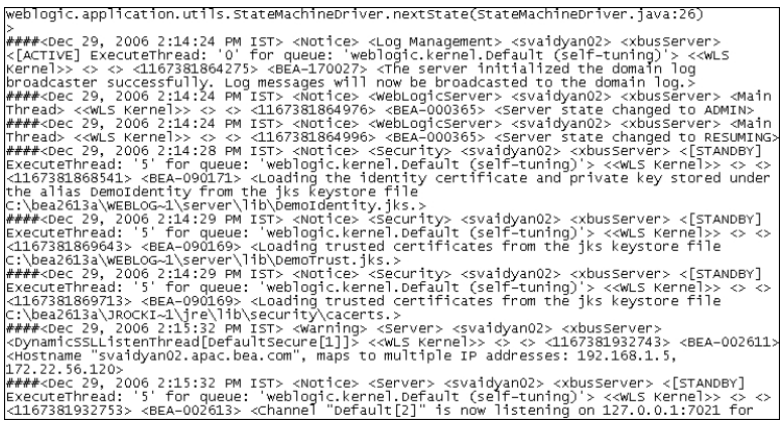 weblogic.application.utils.StateMachineDriver.nextState(StateMachineDriver.java:26)
>
####<Dec 29, 2006 2:14:24 PM IST> <Notice> <Log Management> <svaidyan02> <xbusServer>
<[ACTIVE] ExecuteThread: '0' for queue: 'weblogic.kernel.Default (self-tuning)'> <<WLS
Kernel>> <> <> <1167381864275> <BEA-170027> <The server initialized the domain log
broadcaster successfully. Log messages will now be broadcasted to the domain log.>
####<Dec 29, 2006 2:14:24 PM IST> <Notice> <WebLogicServer> <svaidyan02> <xbusServer> <Main
Thread> <<WLS Kernel>> <> <> <1167381864976> <BEA-000365> <Server state changed to ADMIN>
####<Dec 29, 2006 2:14:24 PM IST> <Notice> <WebLogicServer> <svaidyan02> <xbusServer> <Main
Thread> <<WLS Kernel>> <> <> <1167381864996> <BEA-000365> <Server state changed to RESUMING>
####<Dec 29, 2006 2:14:28 PM IST> <Notice> <Security> <svaidyan02> <xbusServer> <[STANDBY]
ExecuteThread: '5' for queue: 'weblogic.kernel.Default (self-tuning)'> <<WLS Kernel>> <> <>
<1167381868541> <BEA-090171> <Loading the identity certificate and private key stored under
the alias DemoIdentity from the jks keystore file
C:\bea2613a\WEBLOG~1\server\lib\DemoIdentity.jks.>
####<Dec 29, 2006 2:14:29 PM IST> <Notice> <Security> <svaidyan02> <xbusServer> <[STANDBY]
ExecuteThread: '5' for queue: 'weblogic.kernel.Default (self-tuning)'> <<WLS Kernel>> <> <>
<1167381869643> <BEA-090169> <Loading trusted certificates from the jks keystore file
C:\bea2613a\WEBLOG~1\server\lib\DemoTrust.jks.>
####<Dec 29, 2006 2:14:29 PM IST> <Notice> <Security> <svaidyan02> <xbusServer> <[STANDBY]
ExecuteThread: '5' for queue: 'weblogic.kernel.Default (self-tuning)'> <<WLS Kernel>> <> <>
<1167381869713> <BEA-090169> <Loading trusted certificates from the jks keystore file
C:\bea2613a\JROCKI~1\jre\lib\security\cacerts.>
####<Dec 29, 2006 2:15:32 PM IST> <Warning> <Server> <svaidyan02> <xbusServer>
<DynamicSSLListenThread[DefaultSecure[1]]> <<WLS Kernel>> <> <> <1167381932743> <BEA-002611>
<Hostname "svaidyan02.apac.bea.com", maps to multiple IP addresses: 192.168.1.5,
172.22.56.120>
####<Dec 29, 2006 2:15:32 PM IST> <Notice> <Server> <svaidyan02> <xbusServer> <[STANDBY]
ExecuteThread: '5' for queue: 'weblogic.kernel.Default (self-tuning)'> <<WLS Kernel>> <> <>
<1167381932753> <BEA-002613> <Channel "Default[2]" is now listening on 127.0.0.1:7021 for